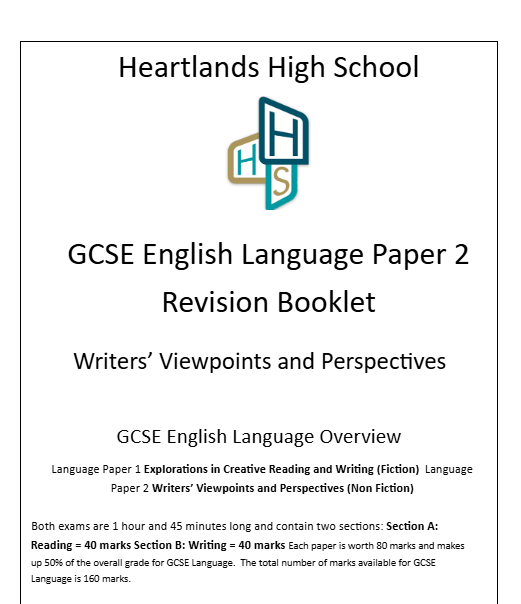 Heartlands High School
H
H
S
GCSE English Language Paper 2
Revision Booklet
Writers’ Viewpoints and Perspectives
GCSE English Language Overview
Language Paper 1 Explorations in Creative Reading and Writing (Fiction)  Language
Paper 2 Writers’ Viewpoints and Perspectives (Non Fiction)
Both exams are 1 hour and 45 minutes long and contain two sections: Section A:
Reading = 40 marks Section B: Writing = 40 marks Each paper is worth 80 marks and makes
up 50% of the overall grade for GCSE Language.  The total number of marks available for GCSE
Language is 160 marks.